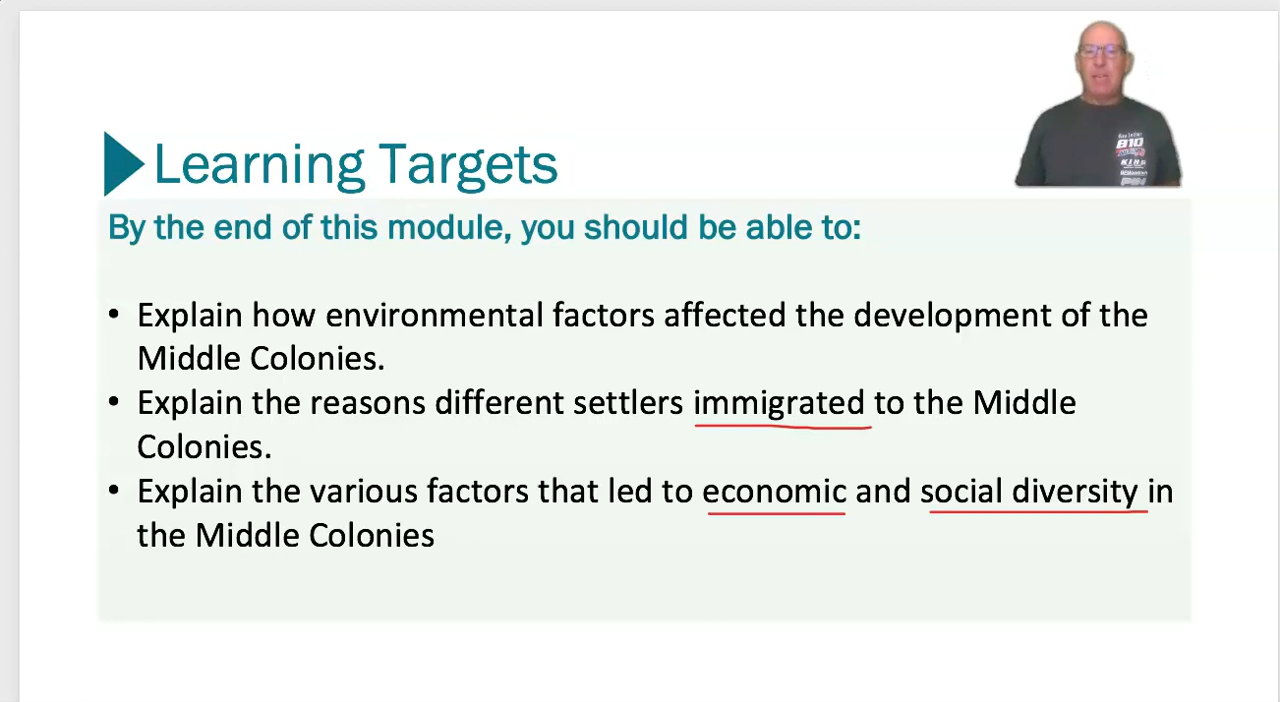 Learning Targets
By the end of this module, you should be able to:
• Explain how environmental factors affected the development of the
Middle Colonies.
• Explain the reasons different settlers immigrated to the Middle
Colonies.
• Explain the various factors that led to economic and social diversity in
the Middle Colonies
B10